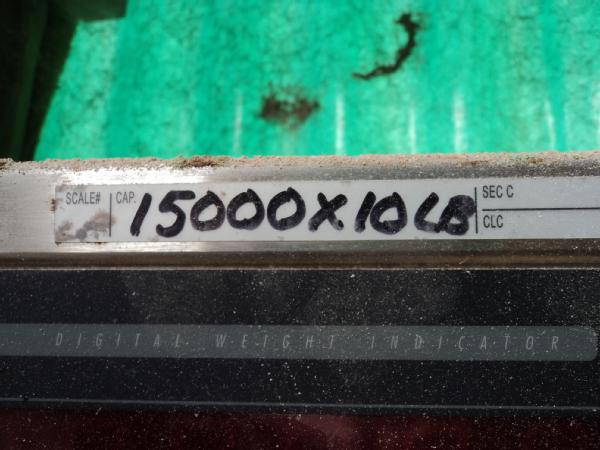 SCALE# CAP. 15000X10LB SEC C
CLC
DIGITAL WEIGHT INDICATOR